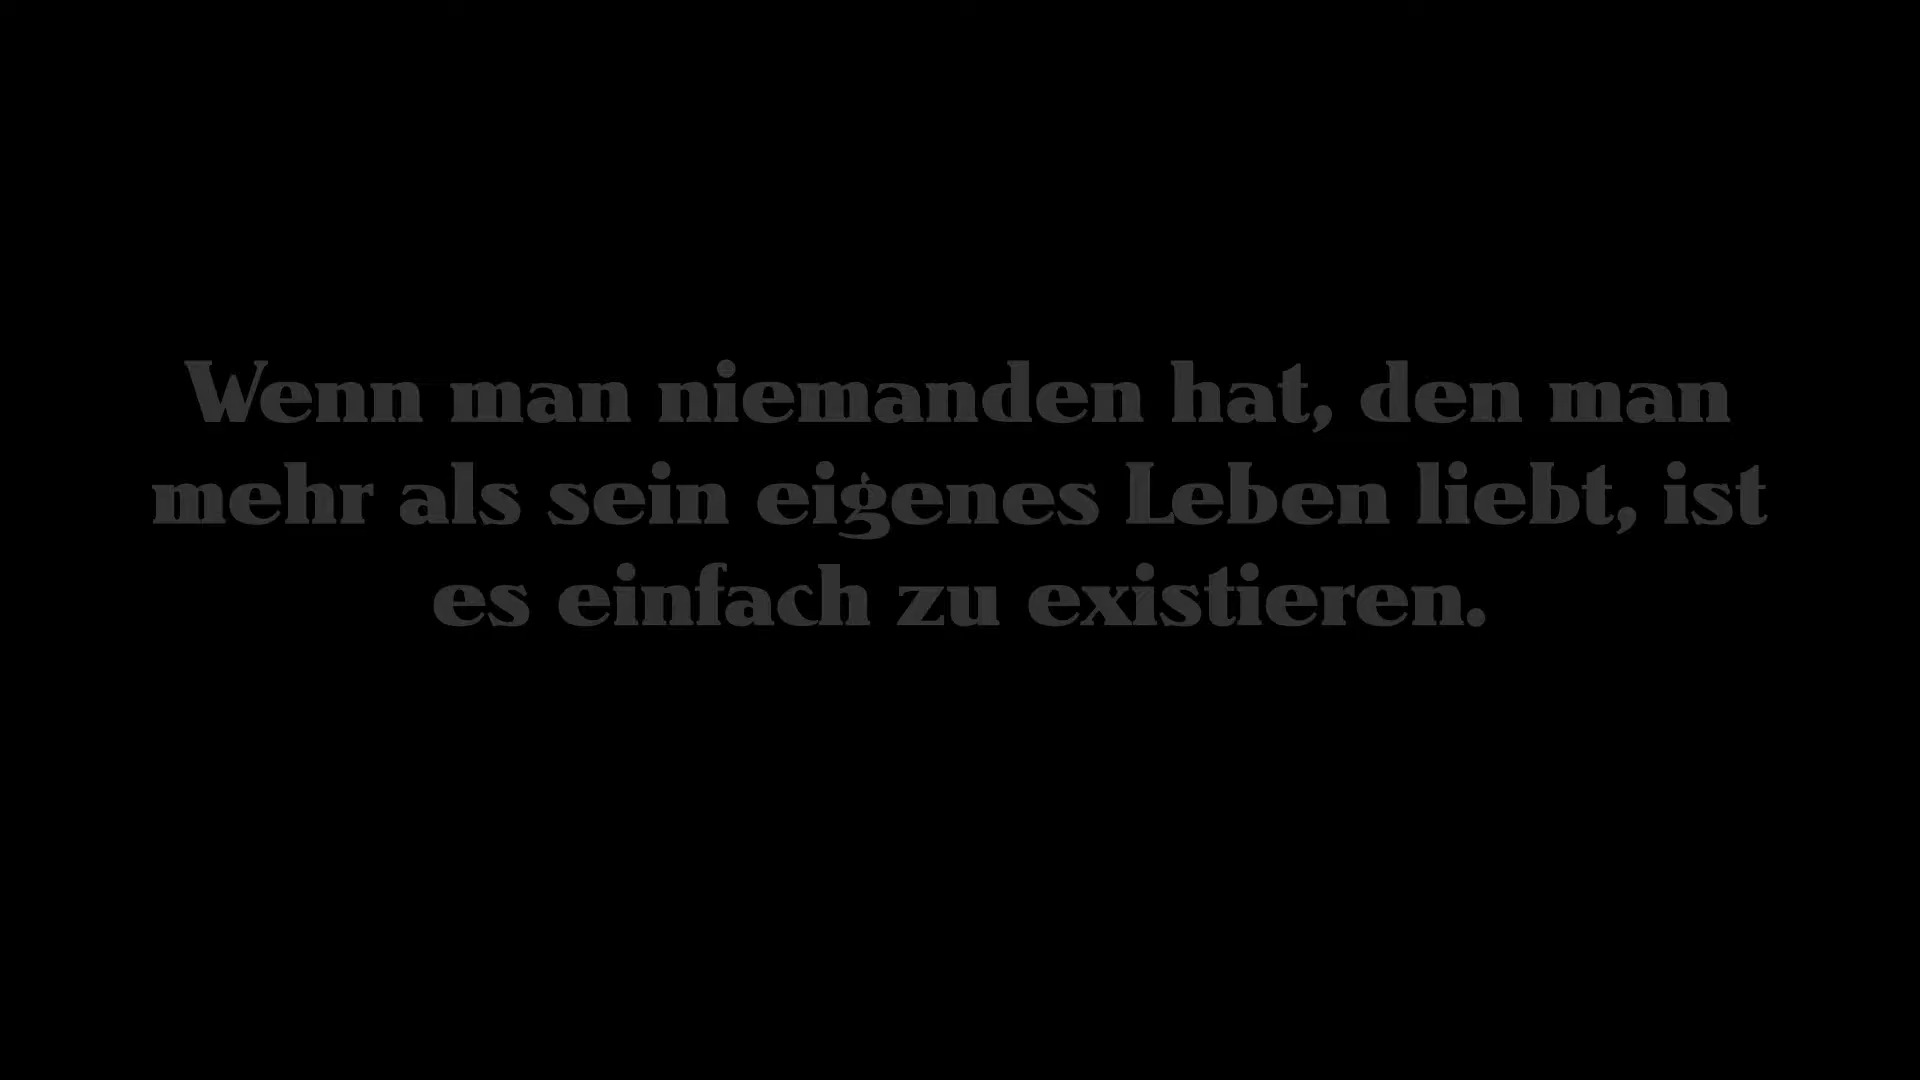 Wenn man niemanden hat, den man
mehr als sein eigenes Leben liebt, ist
es einfach zu existieren.